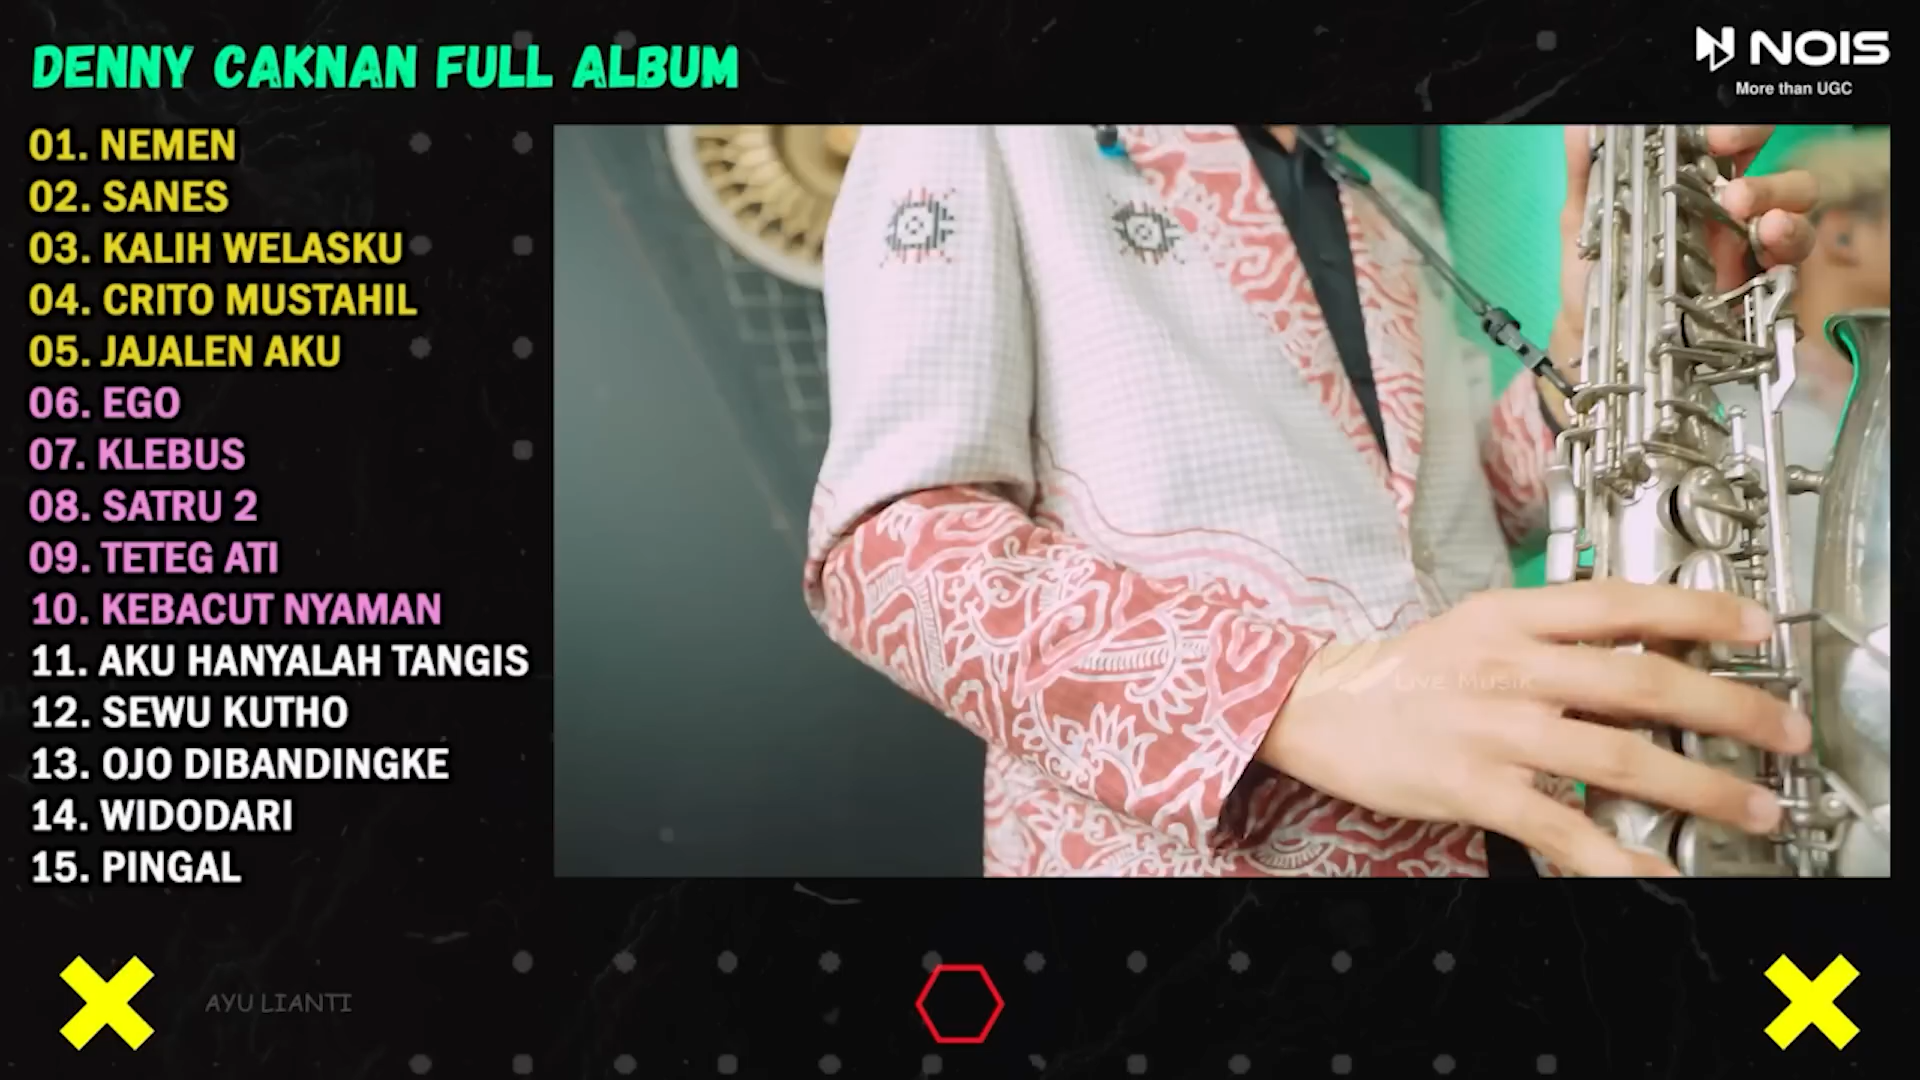 DENNY CAKNAN FULL ALBUM
NOIS
More than UGC
01. NEMEN
02. SANES
03. KALIH WELASKU
04. CRITO MUSTAHIL
05. JAJALEN AKU
06. EGO
07. KLEBUS
08. SATRU 2
09. TETEG ATI
10. KEBACUT NYAMAN
11. AKU HANYALAH TANGIS
12. SEWU KUTHO
13. OJO DIBANDINGKE
14. WIDODARI
15. PINGAL
Live Musik
AYU LIANTI